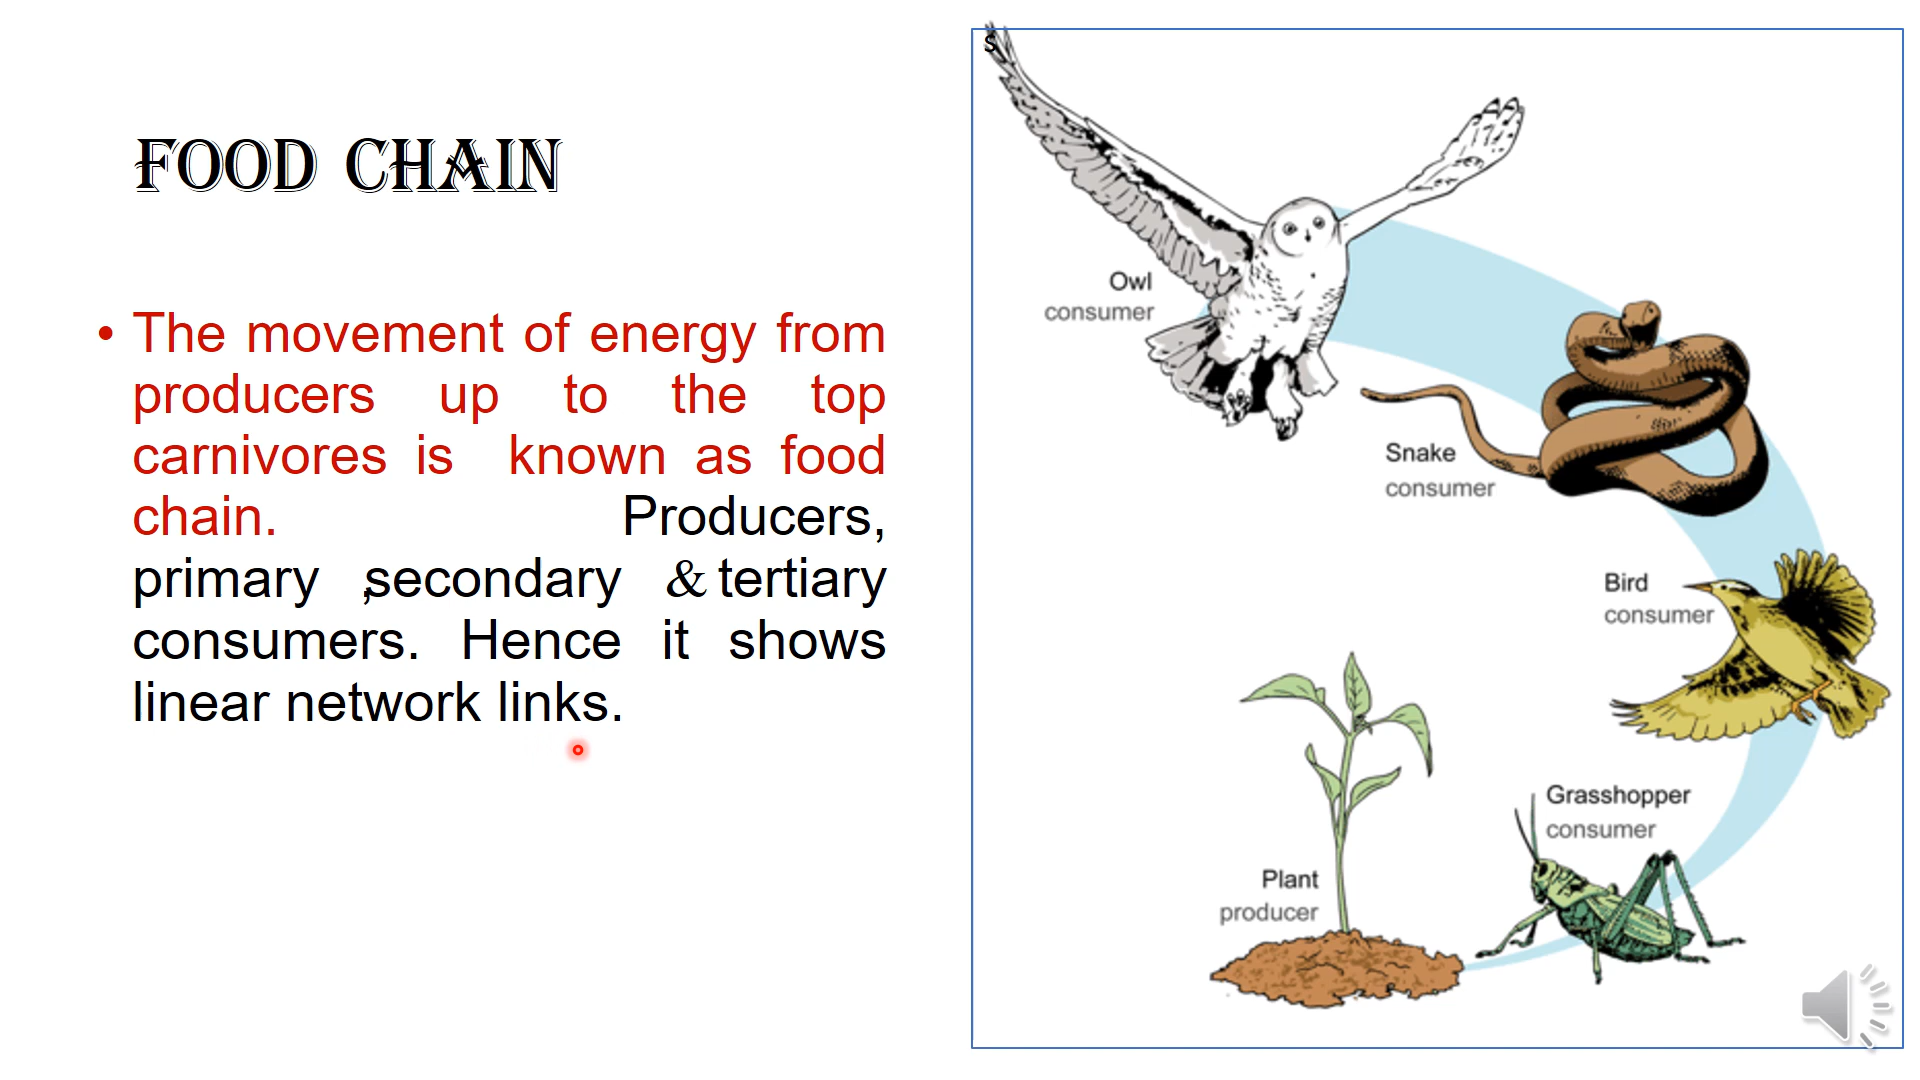 FOOD CHAIN
• The movement of energy from
producers up to the top
carnivores is known as food
chain. Producers,
primary ,secondary & tertiary
consumers. Hence it shows
linear network links.
s
Owl
consumer
Snake
consumer
Bird
consumer
Grasshopper
consumer
Plant
producer